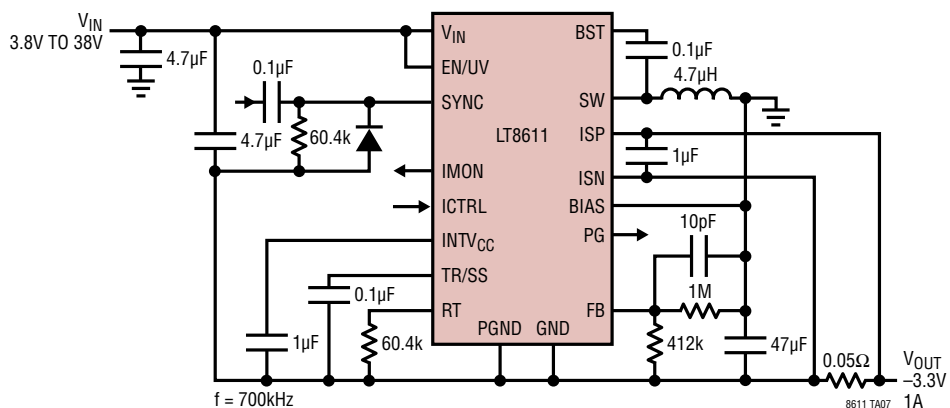 VIN
3.8V TO 38V
4.7µF
0.1µF
4.7µF
60.4k
VIN
EN/UV
SYNC
IMON
ICTRL
INTVCC
TR/SS
RT
PGND
GND
LT8611
BST
SW
ISP
ISN
BIAS
PG
FB
0.1µF
4.7µH
1µF
10pF
1M
412k
47µF
0.05Ω
VOUT
–3.3V
1A
1µF
0.1µF
60.4k
f = 700kHz
8611 TA07